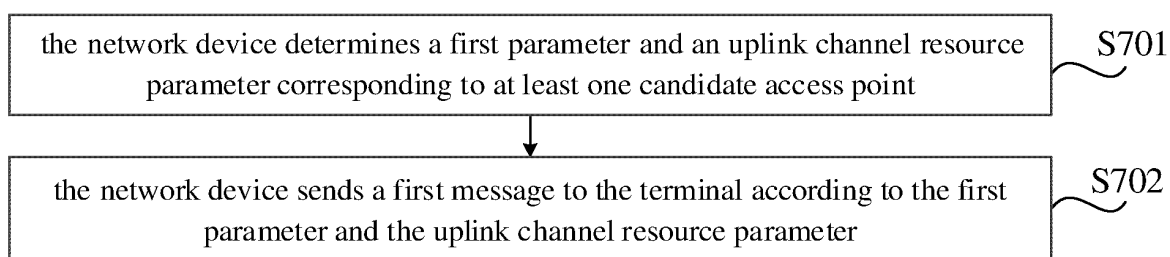 the network device determines a first parameter and an uplink channel resource
parameter corresponding to at least one candidate access point
S701
the network device sends a first message to the terminal according to the first
parameter and the uplink channel resource parameter
S702